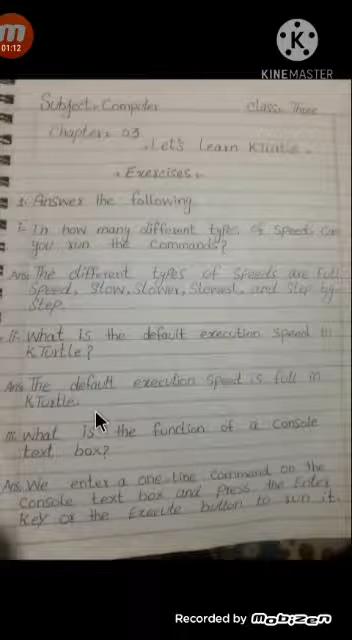 m
01:12
K
KINEMASTER
Subject:- Computer Class:- Three
Chapter:- 03
Let's Learn KTurtle.
Exercises.
1. Answer the following
I. In how many different types of speeds can
you run the commands?
Ans: The different types of speeds are full
speed, Slow, Slower, Slowest, and Step by
Step.
II. What is the default execution speed in
KTurtle?
Ans: The default execution speed is full in
KTurtle.
III. What is the function of a console
text box?
Ans. We enter a one-line command on the
Console text box and press the Enter
Key or the Execute button to run it.
Recorded by mobizen